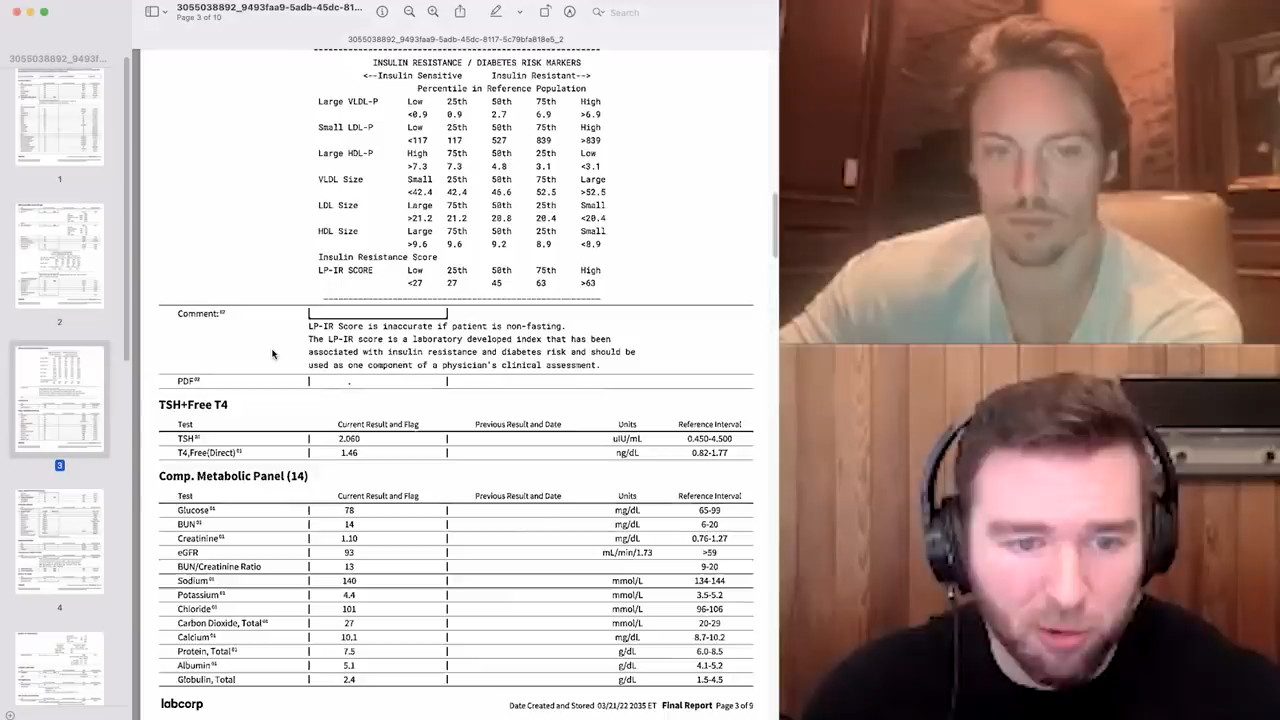 3055038892_9493faa9-5adb-45dc-81...
Page 3 of 10
Search
3055038892_9493faa9-5adb-45dc-8117-5c79bfa818e5_2
3055038892_9493f...
1
2
3
4
INSULIN RESISTANCE / DIABETES RISK MARKERS
<--Insulin Sensitive Insulin Resistant-->
Percentile in Reference Population
Large VLDL-P Low 25th 50th 75th High
<0.9 0.9 2.7 6.9 >6.9
Small LDL-P Low 25th 50th 75th High
<117 117 527 839 >839
Large HDL-P High 75th 50th 25th Low
>7.3 7.3 4.8 3.1 <3.1
VLDL Size Small 25th 50th 75th Large
<42.4 42.4 46.6 52.5 >52.5
LDL Size Large 75th 50th 25th Small
>21.2 21.2 20.8 20.4 <20.4
HDL Size Large 75th 50th 25th Small
>9.6 9.6 9.2 8.9 <8.9
Insulin Resistance Score
LP-IR SCORE Low 25th 50th 75th High
<27 27 45 63 >63
Comment:02
LP-IR Score is inaccurate if patient is non-fasting.
The LP-IR score is a laboratory developed index that has been
associated with insulin resistance and diabetes risk and should be
used as one component of a physician's clinical assessment.
PDF02 .
TSH+Free T4
Test Current Result and Flag Previous Result and Date Units Reference Interval
TSH01 2.060 uIU/mL 0.450-4.500
T4,Free(Direct)01 1.46 ng/dL 0.82-1.77
Comp. Metabolic Panel (14)
Test Current Result and Flag Previous Result and Date Units Reference Interval
Glucose01 78 mg/dL 65-99
BUN01 14 mg/dL 6-20
Creatinine01 1.10 mg/dL 0.76-1.27
eGFR 93 mL/min/1.73 >59
BUN/Creatinine Ratio 13 9-20
Sodium01 140 mmol/L 134-144
Potassium01 4.4 mmol/L 3.5-5.2
Chloride01 101 mmol/L 96-106
Carbon Dioxide, Total01 27 mmol/L 20-29
Calcium01 10.1 mg/dL 8.7-10.2
Protein, Total01 7.5 g/dL 6.0-8.5
Albumin01 5.1 g/dL 4.1-5.2
Globulin, Total 2.4 g/dL 1.5-4.5
labcorp
Date Created and Stored 03/21/22 2035 ET Final Report Page 3 of 9